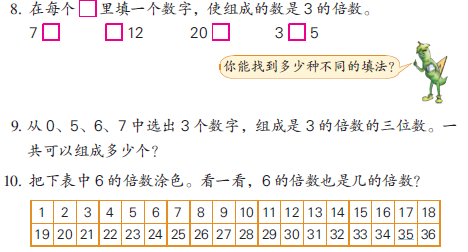 8. 在每个□里填一个数字，使组成的数是 3 的倍数。
7□ □12 20□ 3□5
你能找到多少种不同的填法？
9. 从 0、5、6、7 中选出 3 个数字，组成是 3 的倍数的三位数。一
共可以组成多少个？
10. 把下表中 6 的倍数涂色。看一看，6 的倍数也是几的倍数？
1 2 3 4 5 6 7 8 9 10 11 12 13 14 15 16 17 18
19 20 21 22 23 24 25 26 27 28 29 30 31 32 33 34 35 36